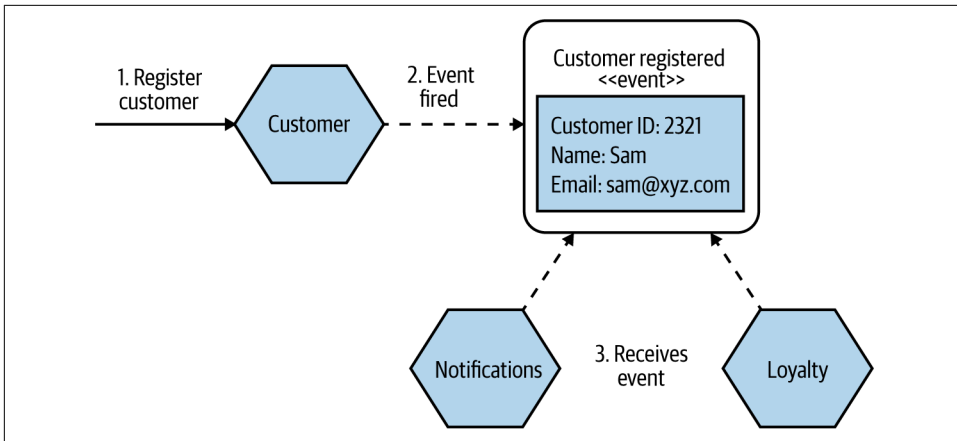 1. Register
customer
Customer
2. Event
fired
Customer registered
<<event>>
Customer ID: 2321
Name: Sam
Email: sam@xyz.com
Notifications
3. Receives
event
Loyalty